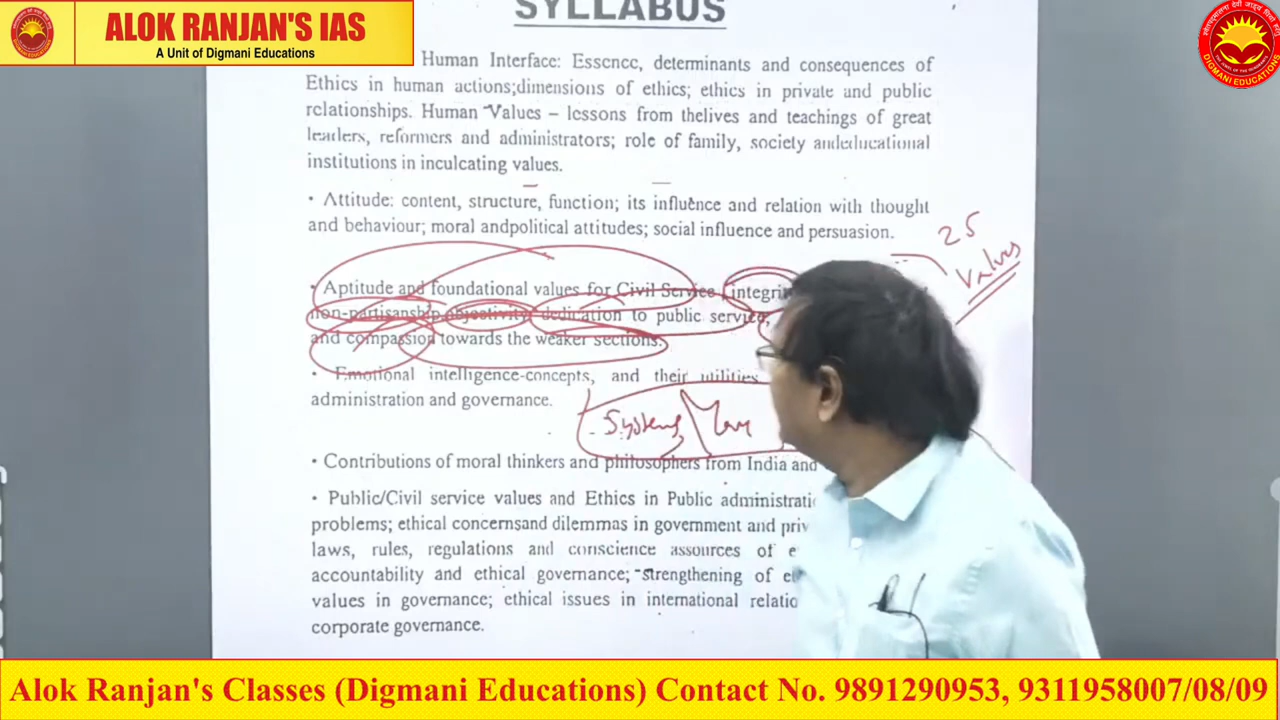 SYLLABUS
ALOK RANJAN'S IAS
A Unit of Digmani Educations
DIGMANI EDUCATIONS
Human Interface: Essence, determinants and consequences of
Ethics in human actions;dimensions of ethics; ethics in private and public
relationships. Human Values – lessons from thelives and teachings of great
leaders, reformers and administrators; role of family, society andeducational
institutions in inculcating values.
• Attitude: content, structure, function; its influence and relation with thought
and behaviour; moral andpolitical attitudes; social influence and persuasion.
25
Values
• Aptitude and foundational values for Civil Service , integri
non-partisanship, objectivity, dedication to public service,
and compassion towards the weaker sections.
• Emotional intelligence-concepts, and their utilities
administration and governance.
Systems
• Contributions of moral thinkers and philosophers from India and
• Public/Civil service values and Ethics in Public administrati
problems; ethical concernsand dilemmas in government and priv
laws, rules, regulations and conscience assources of e
accountability and ethical governance; strengthening of e
values in governance; ethical issues in international relatio
corporate governance.
Alok Ranjan's Classes (Digmani Educations) Contact No. 9891290953, 9311958007/08/09